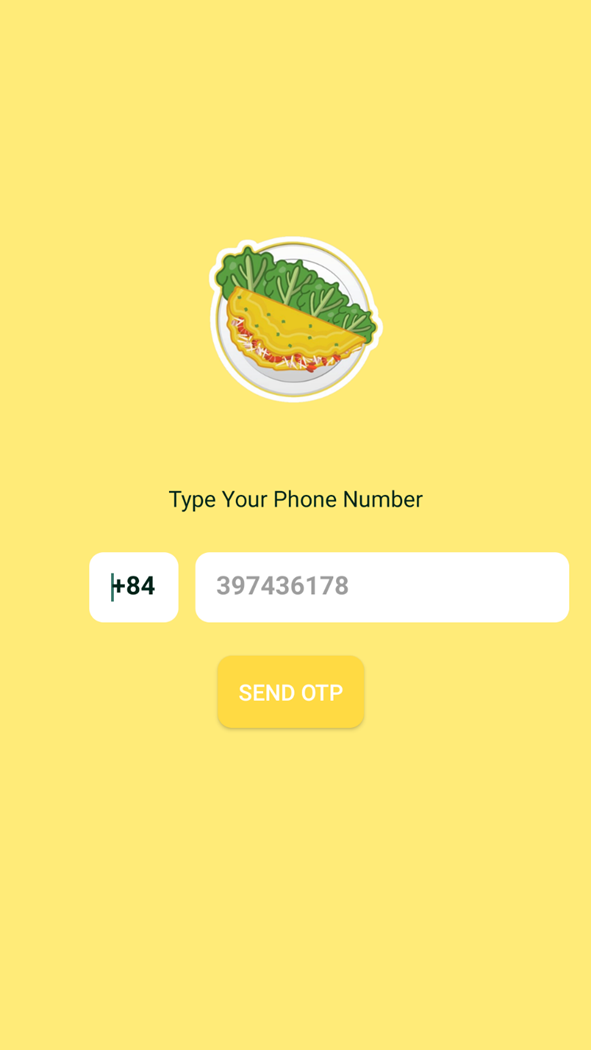 Type Your Phone Number
+84 397436178
SEND OTP